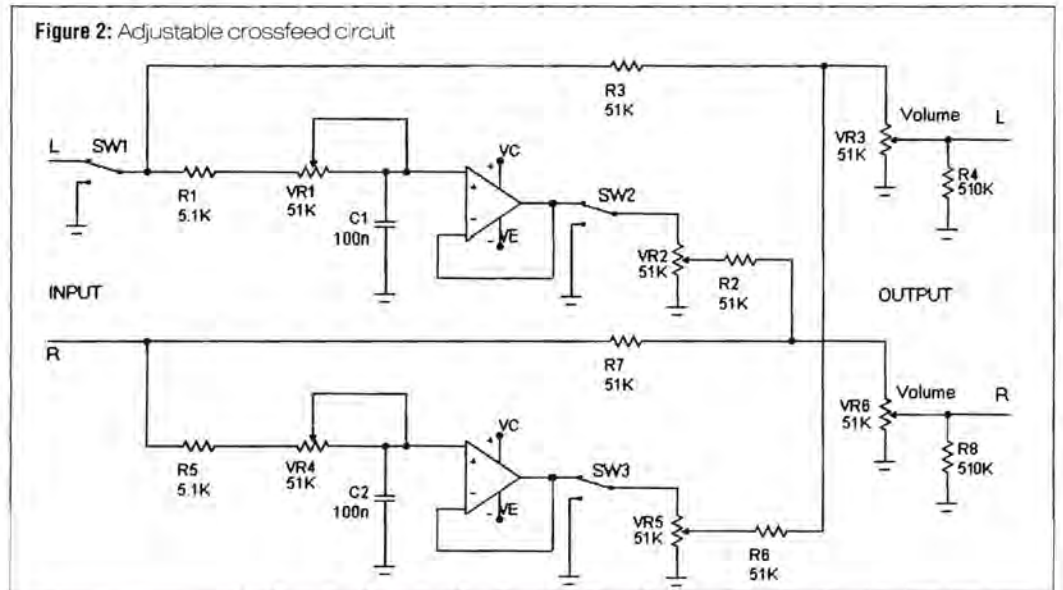 Figure 2: Adjustable crossfeed circuit
R3
51K
Volume
L
VR3
51K
R4
510K
L
SW1
R1
5.1K
VR1
51K
C1
100n
+
-
+
VC
-
VE
SW2
VR2
51K
R2
51K
INPUT
OUTPUT
R
R7
51K
Volume
R
VR6
51K
R8
510K
R5
5.1K
VR4
51K
C2
100n
+
-
+
VC
-
VE
SW3
VR5
51K
R6
51K